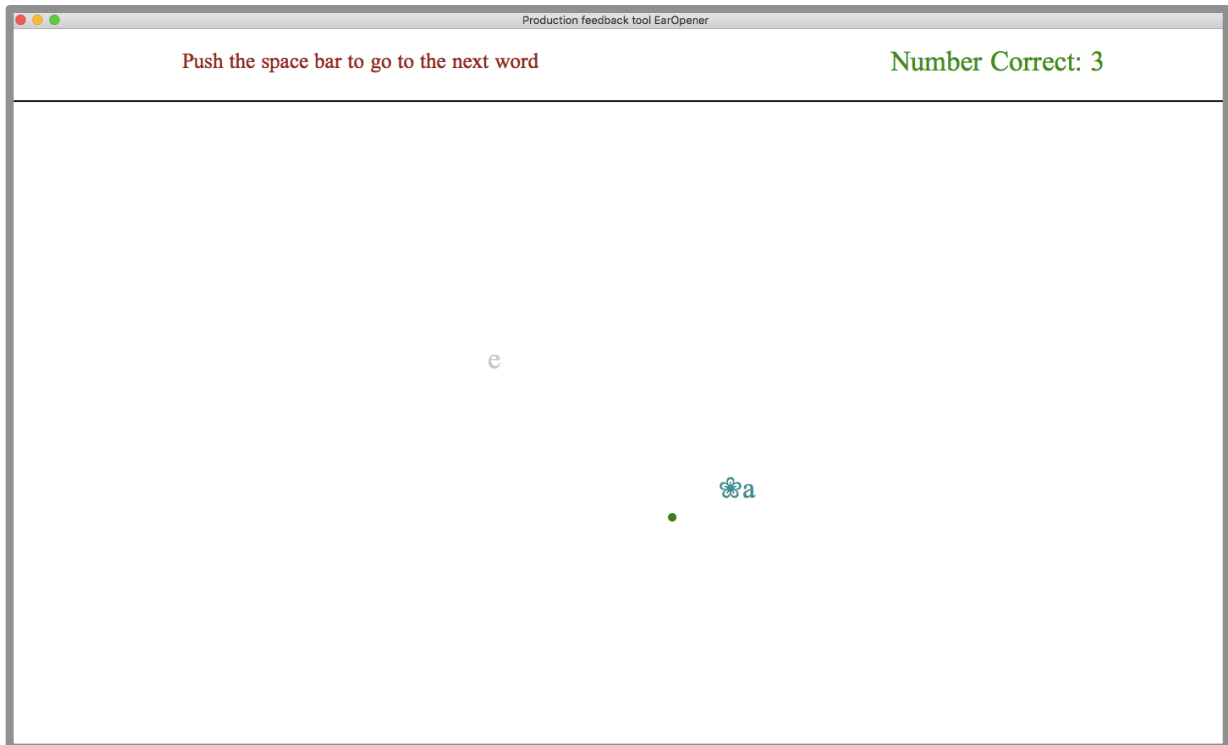 Production feedback tool EarOpener
Push the space bar to go to the next word
Number Correct: 3
e
❀a